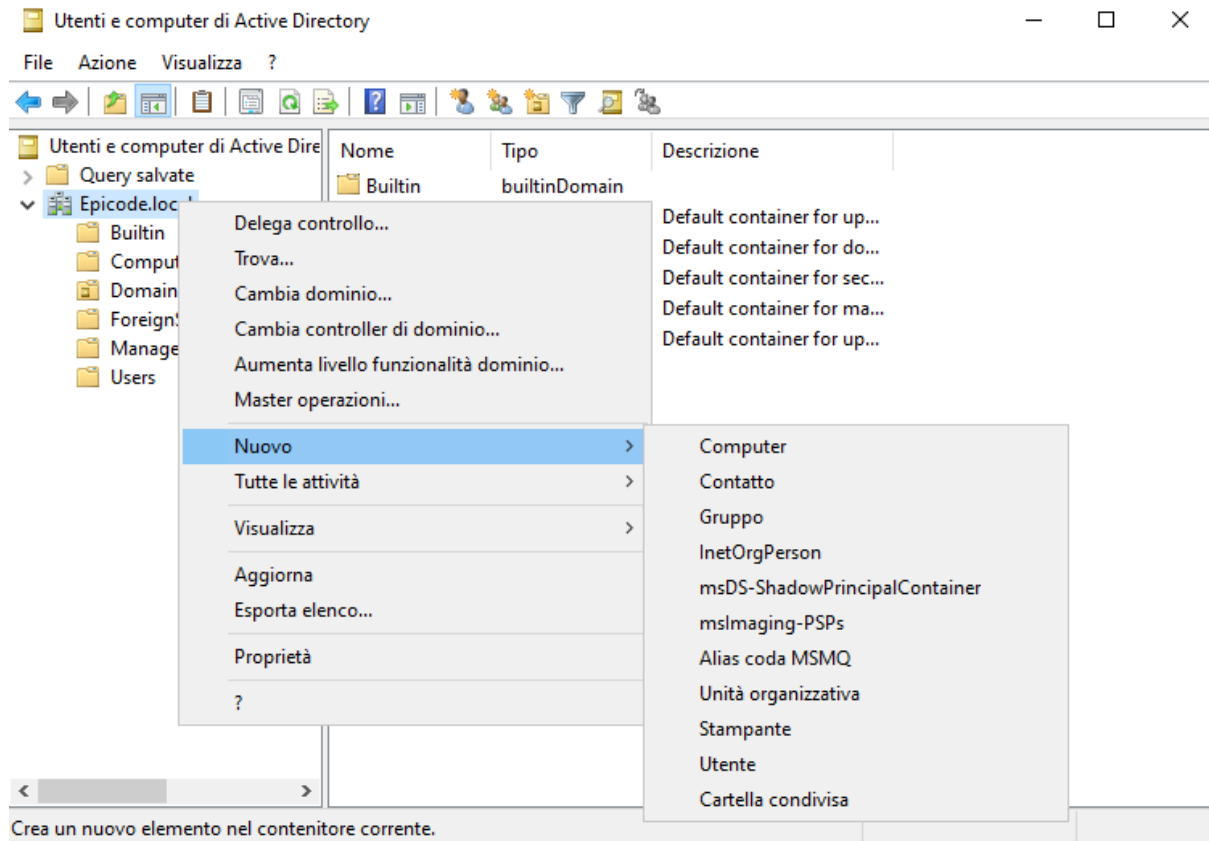 Utenti e computer di Active Directory
File Azione Visualizza ?
Utenti e computer di Active Dire
Query salvate
Epicode.loc
Builtin
Comput
Domain
ForeignS
Manage
Users
Nome Tipo Descrizione
Builtin builtinDomain
Default container for up...
Default container for do...
Default container for sec...
Default container for ma...
Default container for up...
Delega controllo...
Trova...
Cambia dominio...
Cambia controller di dominio...
Aumenta livello funzionalità dominio...
Master operazioni...
Nuovo
Tutte le attività
Visualizza
Aggiorna
Esporta elenco...
Proprietà
?
Computer
Contatto
Gruppo
InetOrgPerson
msDS-ShadowPrincipalContainer
msImaging-PSPs
Alias coda MSMQ
Unità organizzativa
Stampante
Utente
Cartella condivisa
Crea un nuovo elemento nel contenitore corrente.